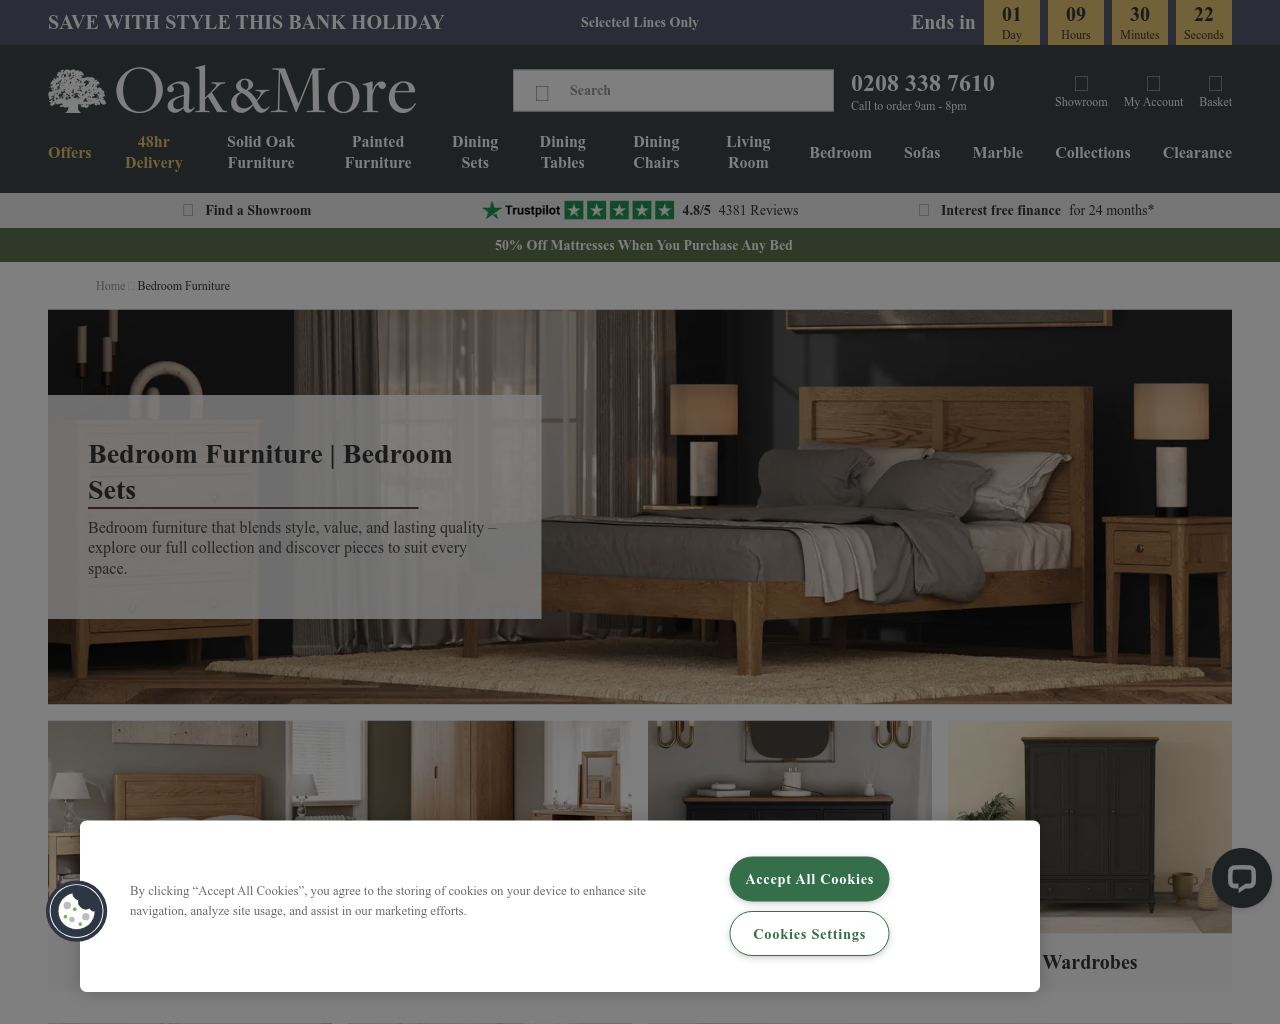 SAVE WITH STYLE THIS BANK HOLIDAY
Selected Lines Only
Ends in
01 Day
09 Hours
30 Minutes
22 Seconds
Oak&More
Search
0208 338 7610
Call to order 9am - 8pm
Showroom
My Account
Basket
Offers
48hr
Delivery
Solid Oak
Furniture
Painted
Furniture
Dining
Sets
Dining
Tables
Dining
Chairs
Living
Room
Bedroom
Sofas
Marble
Collections
Clearance
Find a Showroom
Trustpilot 4.8/5 4381 Reviews
Interest free finance for 24 months*
50% Off Mattresses When You Purchase Any Bed
Home Bedroom Furniture
Bedroom Furniture | Bedroom
Sets
Bedroom furniture that blends style, value, and lasting quality –
explore our full collection and discover pieces to suit every
space.
By clicking “Accept All Cookies”, you agree to the storing of cookies on your device to enhance site
navigation, analyze site usage, and assist in our marketing efforts.
Accept All Cookies
Cookies Settings
Wardrobes